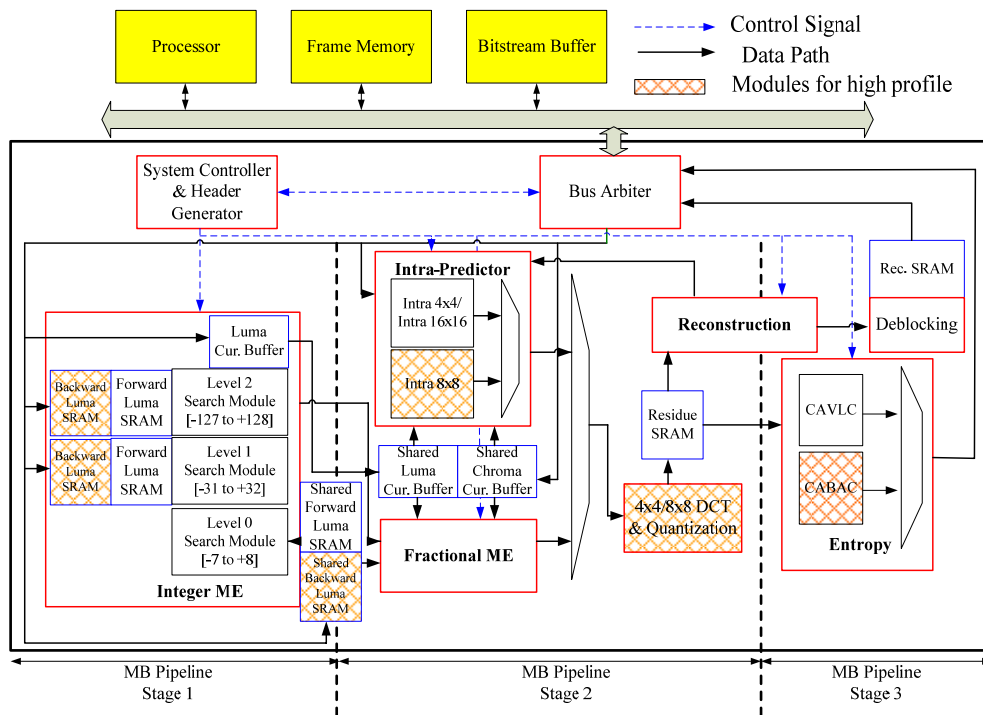 Processor
Frame Memory
Bitstream Buffer
Control Signal
Data Path
Modules for high profile
System Controller
& Header
Generator
Bus Arbiter
Intra-Predictor
Intra 4x4/
Intra 16x16
Intra 8x8
Reconstruction
Rec. SRAM
Deblocking
Luma
Cur. Buffer
Backward
Luma
SRAM
Forward
Luma
SRAM
Level 2
Search Module
[-127 to +128]
Backward
Luma
SRAM
Forward
Luma
SRAM
Level 1
Search Module
[-31 to +32]
Level 0
Search Module
[-7 to +8]
Integer ME
Shared
Forward
Luma
SRAM
Shared
Backward
Luma
SRAM
Shared
Luma
Cur. Buffer
Shared
Chroma
Cur. Buffer
Fractional ME
Residue
SRAM
4x4/8x8 DCT
& Quantization
CAVLC
CABAC
Entropy
MB Pipeline
Stage 1
MB Pipeline
Stage 2
MB Pipeline
Stage 3